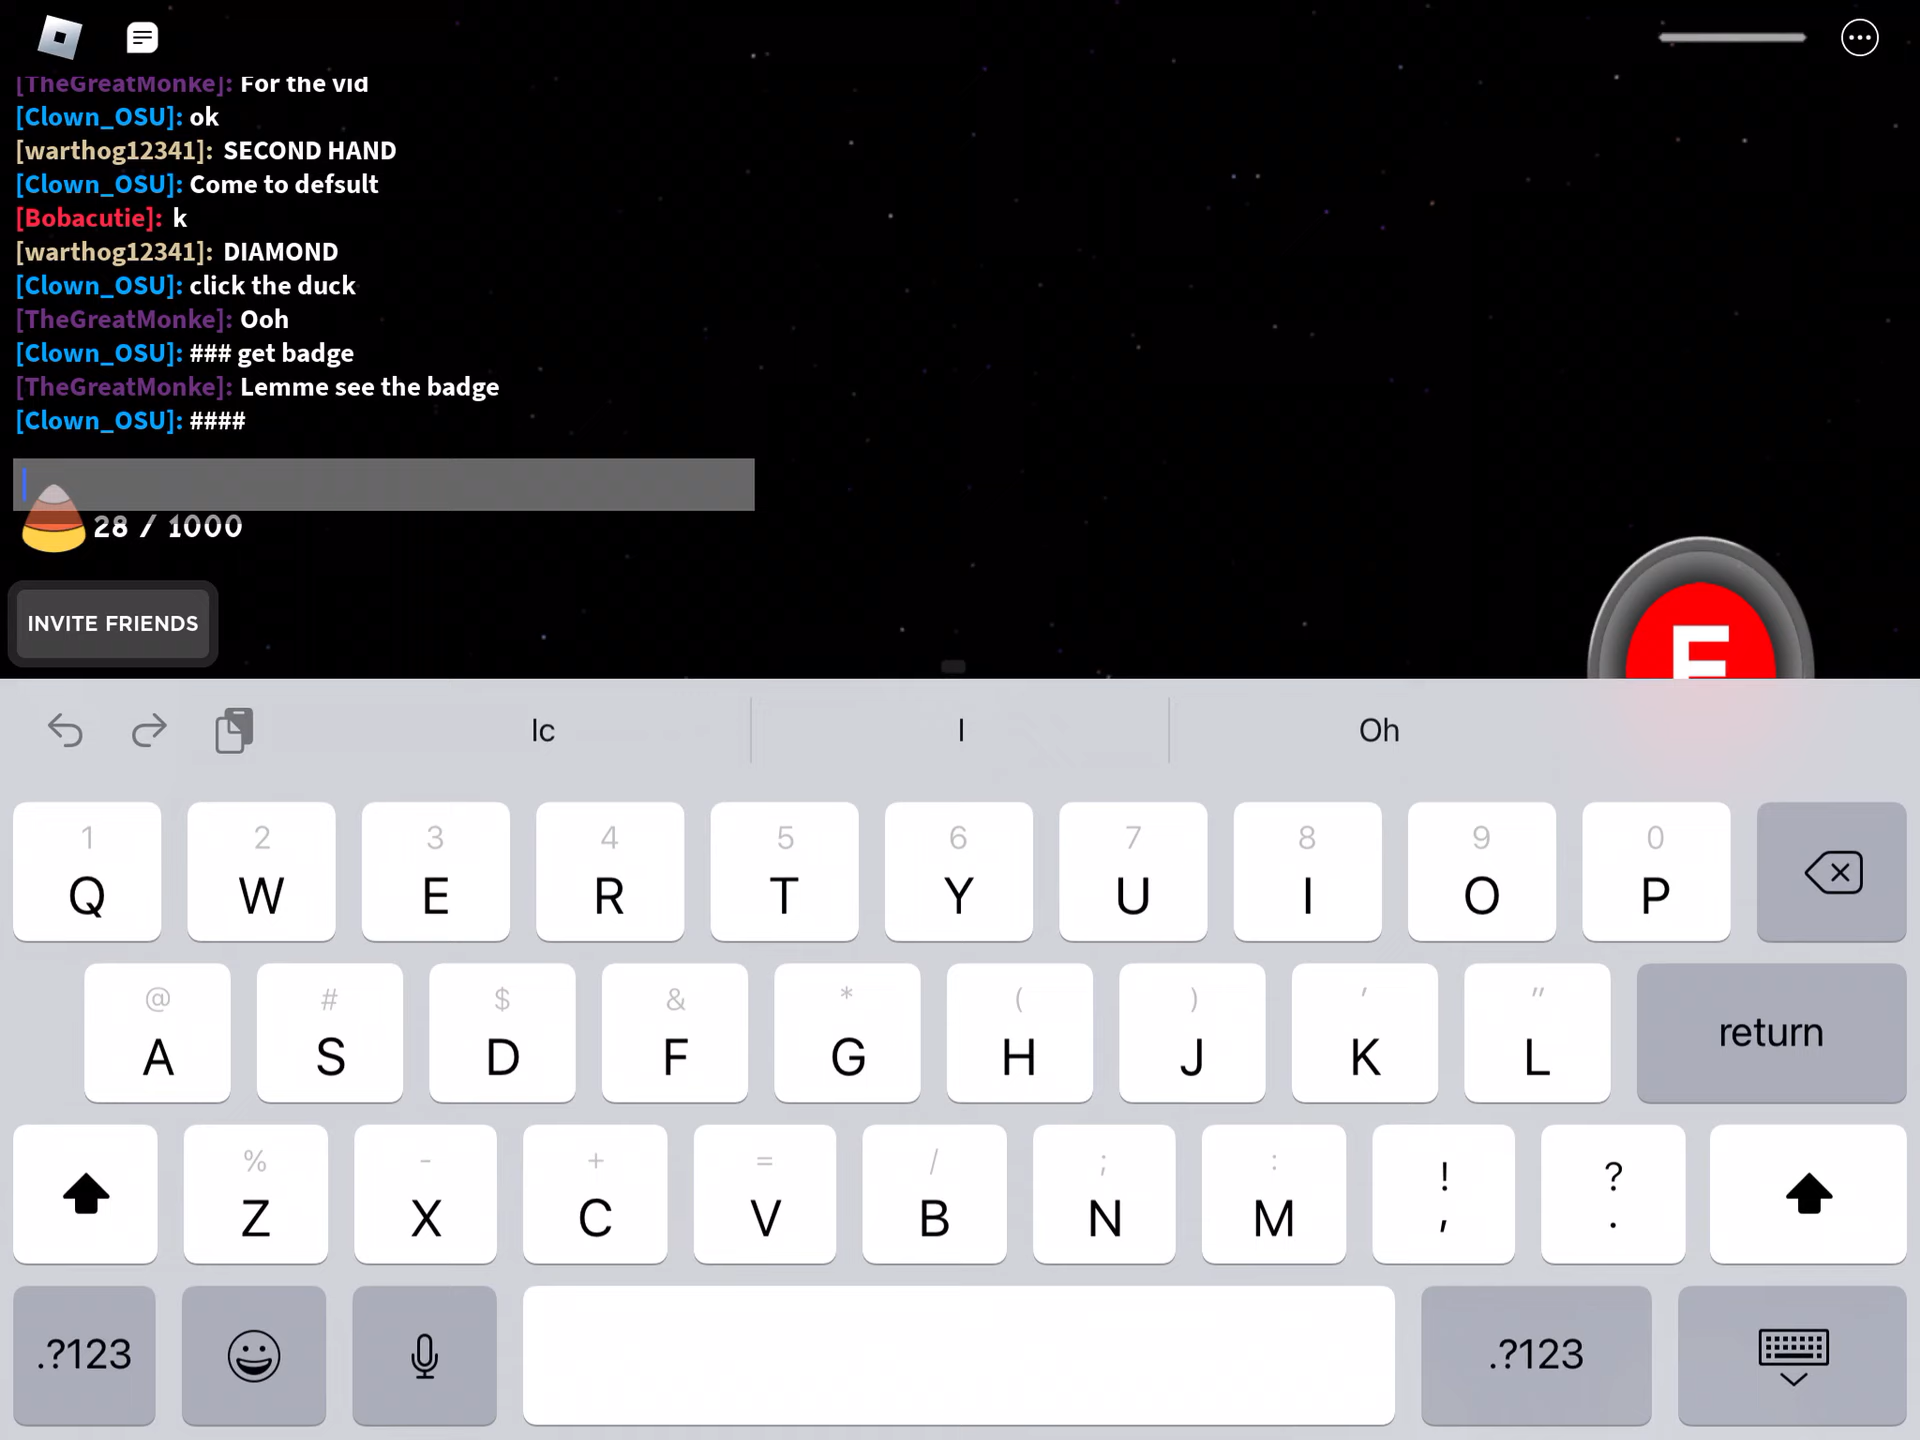 [TheGreatMonke]: For the vid
[Clown_OSU]: ok
[warthog12341]: SECOND HAND
[Clown_OSU]: Come to defsult
[Bobacutie]: k
[warthog12341]: DIAMOND
[Clown_OSU]: click the duck
[TheGreatMonke]: Ooh
[Clown_OSU]: ### get badge
[TheGreatMonke]: Lemme see the badge
[Clown_OSU]: ####
28 / 1000
INVITE FRIENDS
E
Ic I Oh
1 2 3 4 5 6 7 8 9 0
Q W E R T Y U I O P
@ # $ & * ( ) ' "
A S D F G H J K L return
% - + = / ; : ! ?
Z X C V B N M , .
.?123 .?123